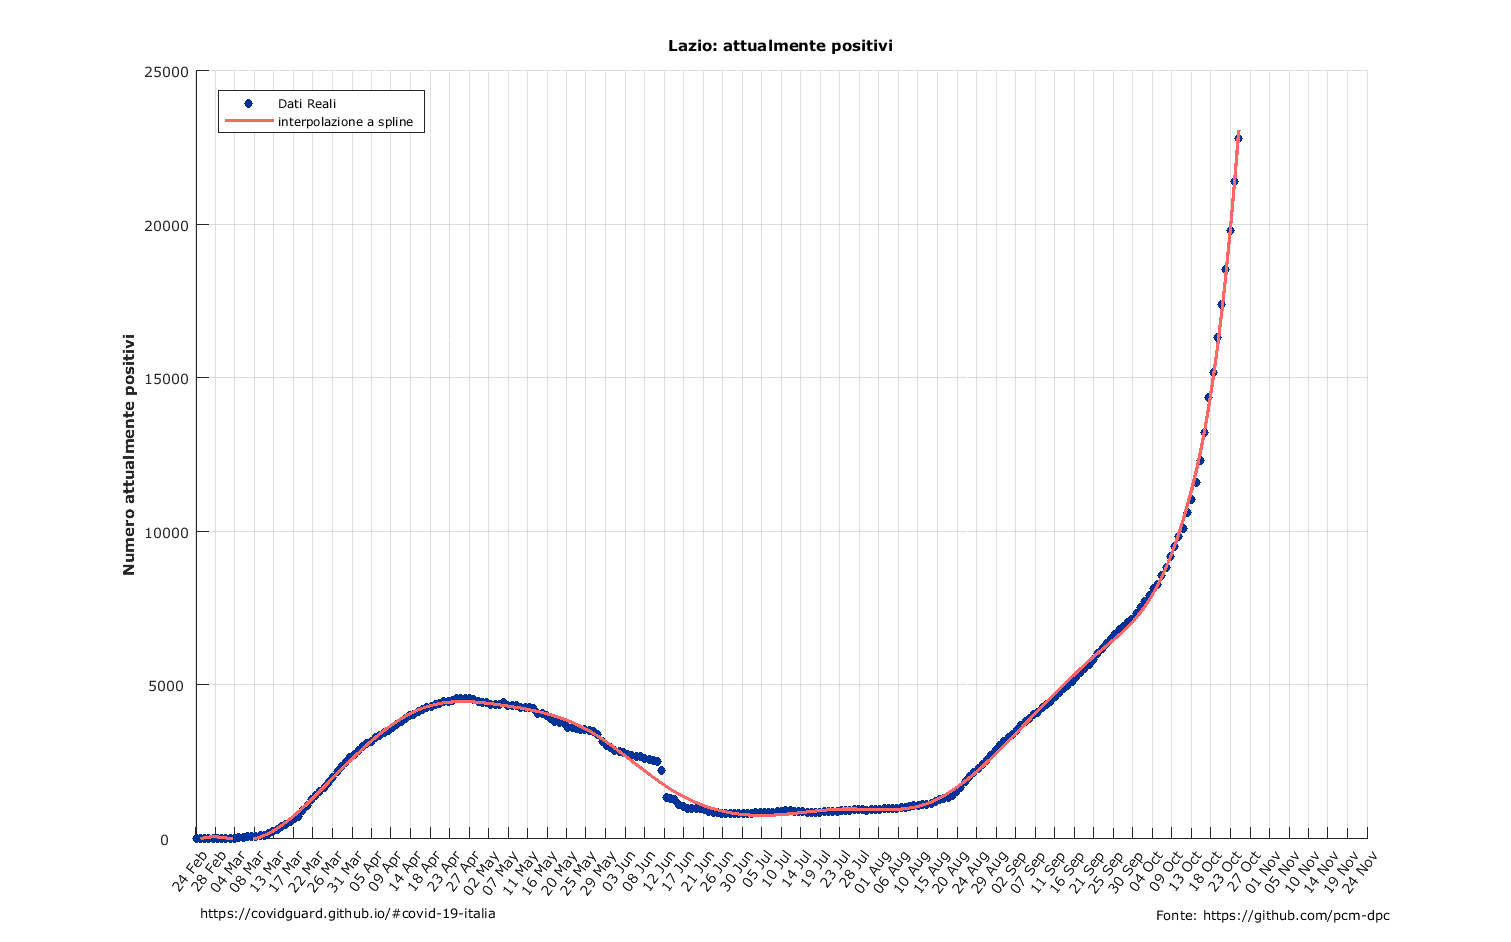 Lazio: attualmente positivi
25000
20000
15000
10000
5000
0
Numero attualmente positivi
Dati Reali
interpolazione a spline
24 Feb
28 Feb
04 Mar
08 Mar
13 Mar
17 Mar
22 Mar
26 Mar
31 Mar
05 Apr
09 Apr
14 Apr
18 Apr
23 Apr
27 Apr
02 May
07 May
11 May
16 May
20 May
25 May
29 May
03 Jun
08 Jun
12 Jun
17 Jun
21 Jun
26 Jun
30 Jun
05 Jul
10 Jul
14 Jul
19 Jul
23 Jul
28 Jul
01 Aug
06 Aug
10 Aug
15 Aug
20 Aug
24 Aug
29 Aug
02 Sep
07 Sep
11 Sep
16 Sep
21 Sep
25 Sep
30 Sep
04 Oct
09 Oct
13 Oct
18 Oct
23 Oct
27 Oct
01 Nov
05 Nov
10 Nov
14 Nov
19 Nov
24 Nov
https://covidguard.github.io/#covid-19-italia
Fonte: https://github.com/pcm-dpc